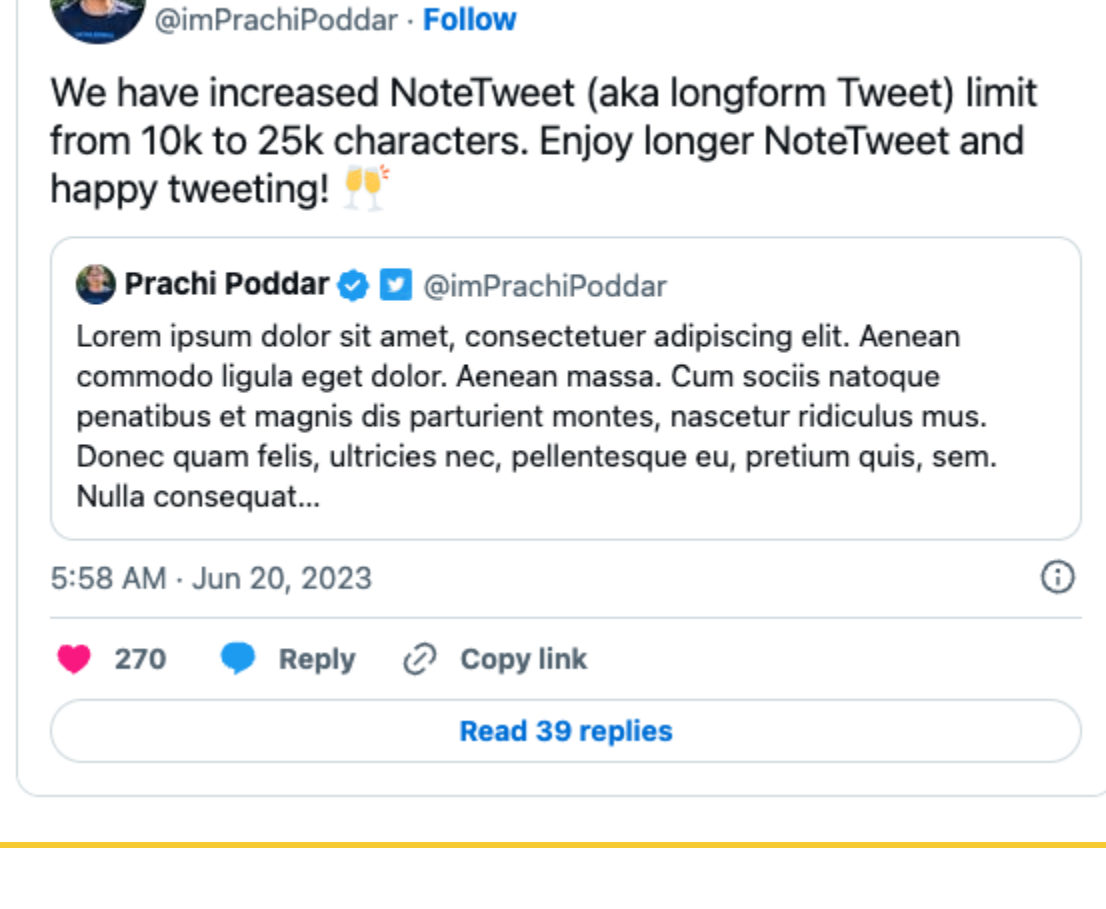 @imPrachiPoddar · Follow
We have increased NoteTweet (aka longform Tweet) limit
from 10k to 25k characters. Enjoy longer NoteTweet and
happy tweeting! 🥂
Prachi Poddar @imPrachiPoddar
Lorem ipsum dolor sit amet, consectetuer adipiscing elit. Aenean
commodo ligula eget dolor. Aenean massa. Cum sociis natoque
penatibus et magnis dis parturient montes, nascetur ridiculus mus.
Donec quam felis, ultricies nec, pellentesque eu, pretium quis, sem.
Nulla consequat...
5:58 AM · Jun 20, 2023
270 Reply Copy link
Read 39 replies